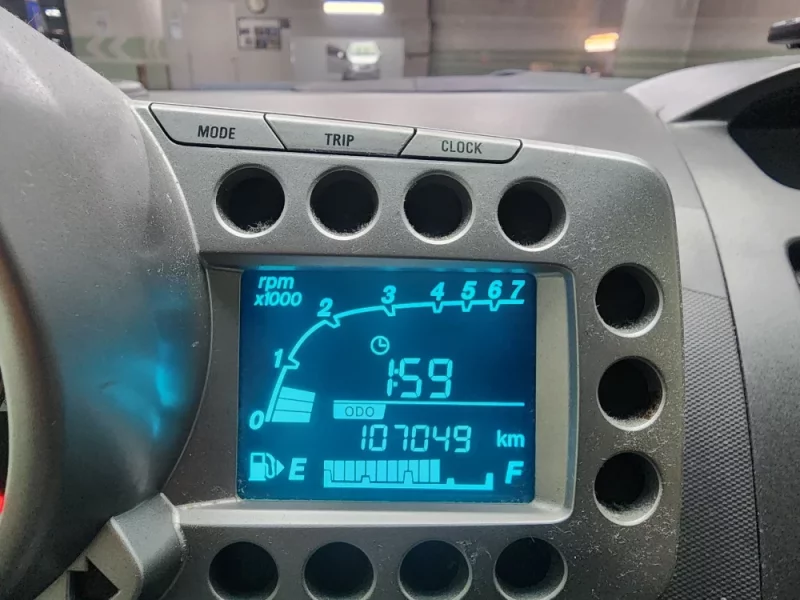 MODE TRIP CLOCK
rpm
x1000
0 1 2 3 4 5 6 7
1:59
ODO
107049 km
E F